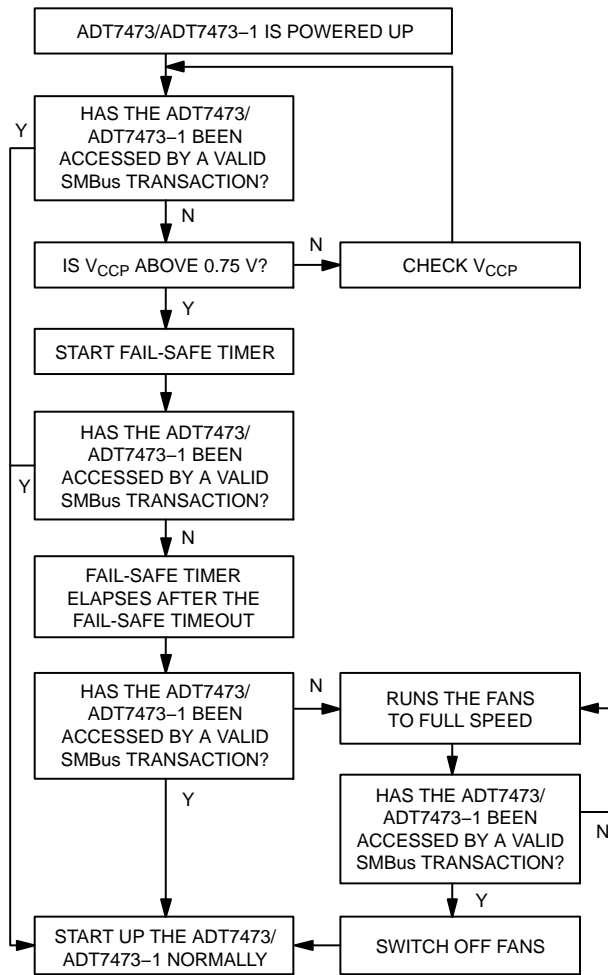 ADT7473/ADT7473−1 IS POWERED UP
HAS THE ADT7473/
ADT7473−1 BEEN
ACCESSED BY A VALID
SMBus TRANSACTION?
Y
N
IS VCCP ABOVE 0.75 V?
N
CHECK VCCP
Y
START FAIL-SAFE TIMER
HAS THE ADT7473/
ADT7473−1 BEEN
ACCESSED BY A VALID
SMBus TRANSACTION?
Y
N
FAIL-SAFE TIMER
ELAPSES AFTER THE
FAIL-SAFE TIMEOUT
HAS THE ADT7473/
ADT7473−1 BEEN
ACCESSED BY A VALID
SMBus TRANSACTION?
N
RUNS THE FANS
TO FULL SPEED
Y
HAS THE ADT7473/
ADT7473−1 BEEN
ACCESSED BY A VALID
SMBus TRANSACTION?
N
Y
START UP THE ADT7473/
ADT7473−1 NORMALLY
SWITCH OFF FANS